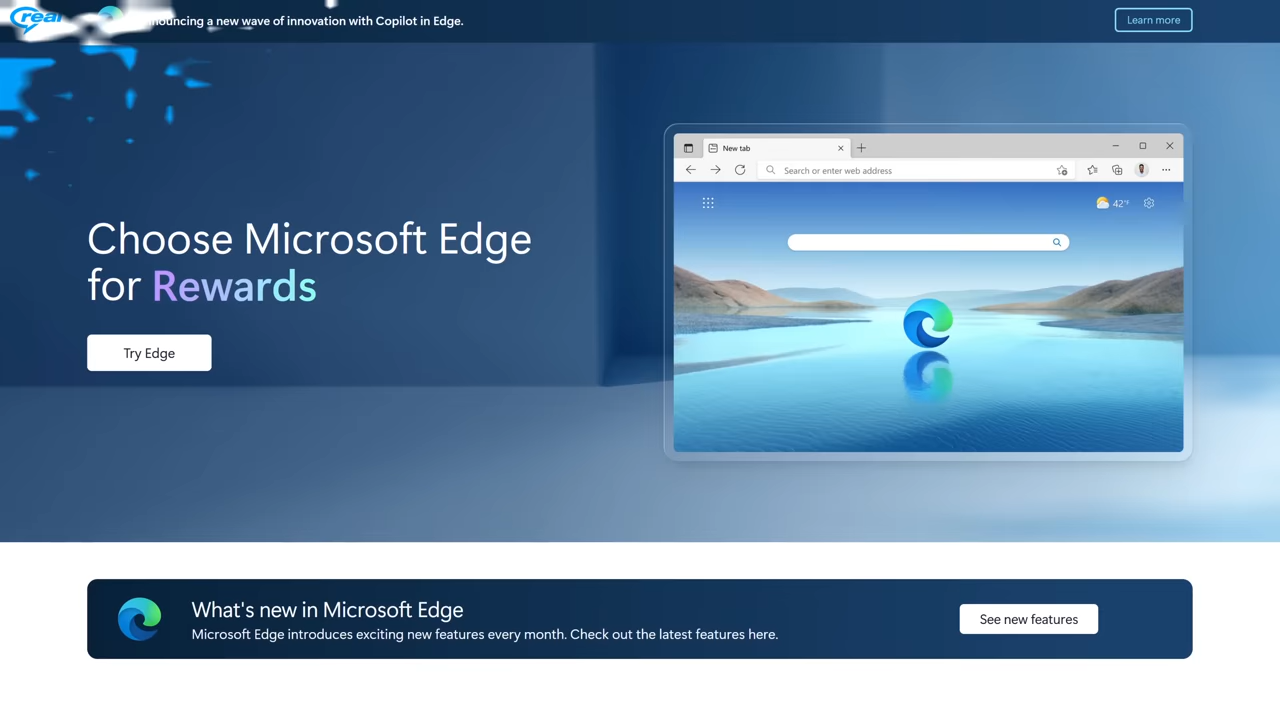 nouncing a new wave of innovation with Copilot in Edge.
Learn more
New tab
Search or enter web address
42°F
Choose Microsoft Edge
for Rewards
Try Edge
What's new in Microsoft Edge
Microsoft Edge introduces exciting new features every month. Check out the latest features here.
See new features